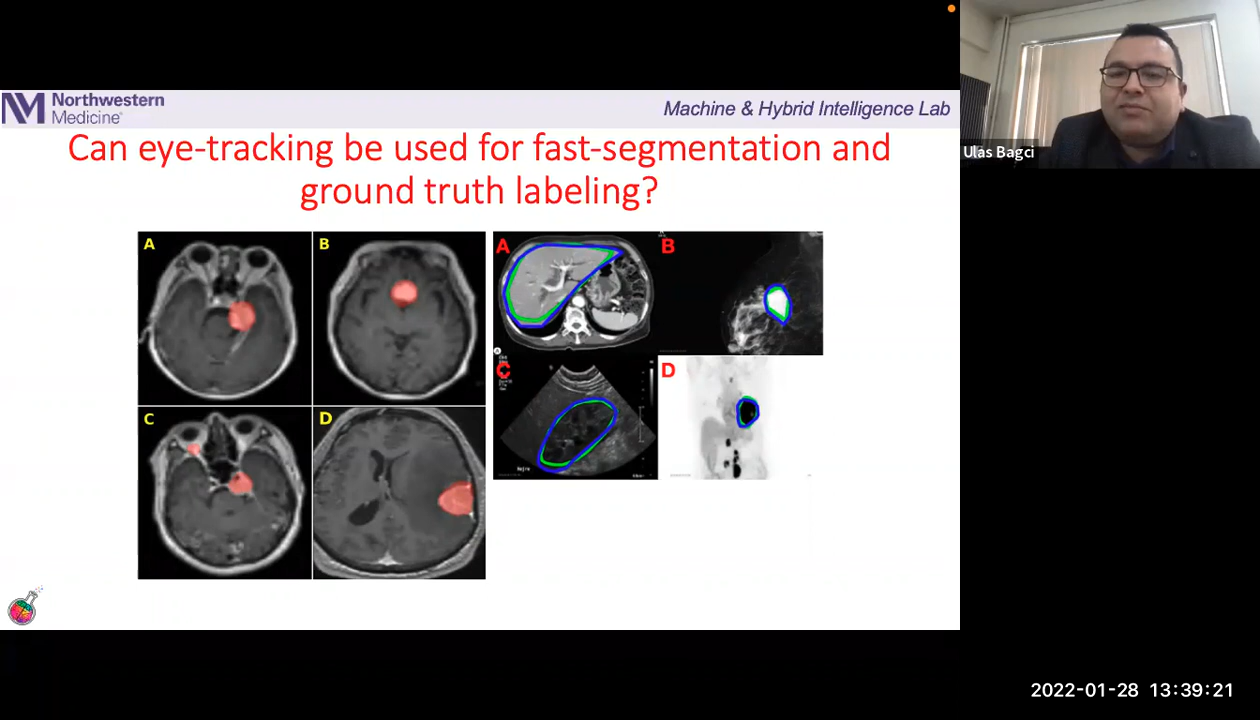 Northwestern
Medicine®
Machine & Hybrid Intelligence Lab
Can eye-tracking be used for fast-segmentation and
ground truth labeling?
A
B
A
B
C
D
C
D
Ulas Bagci
2022-01-28 13:39:21